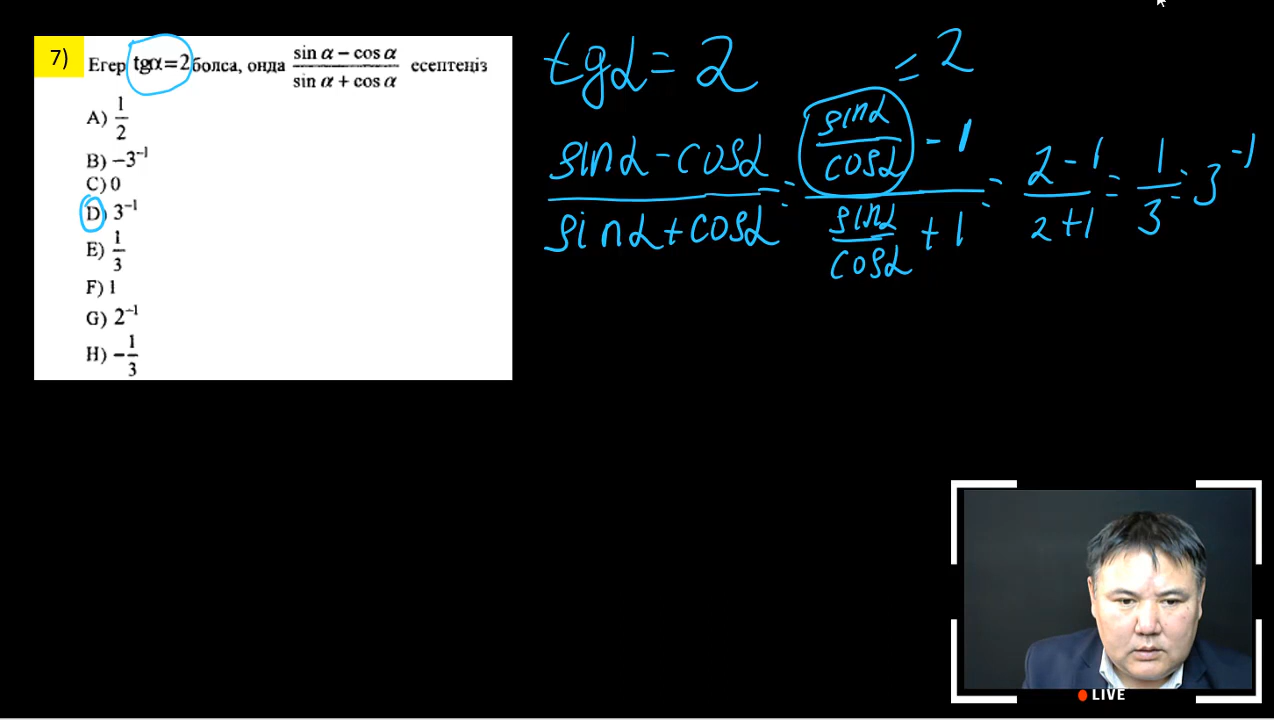 7)
Егер tgα=2 болса, онда (sin α − cos α)/(sin α + cos α) есептеңіз
A) 1/2
B) −3⁻¹
C) 0
D) 3⁻¹
E) 1/3
F) 1
G) 2⁻¹
H) −1/3
tgα = 2
= 2
(sinα − cosα)/(sinα + cosα) = (sinα/cosα − 1)/(sinα/cosα + 1) = (2 − 1)/(2 + 1) = 1/3 = 3⁻¹
LIVE